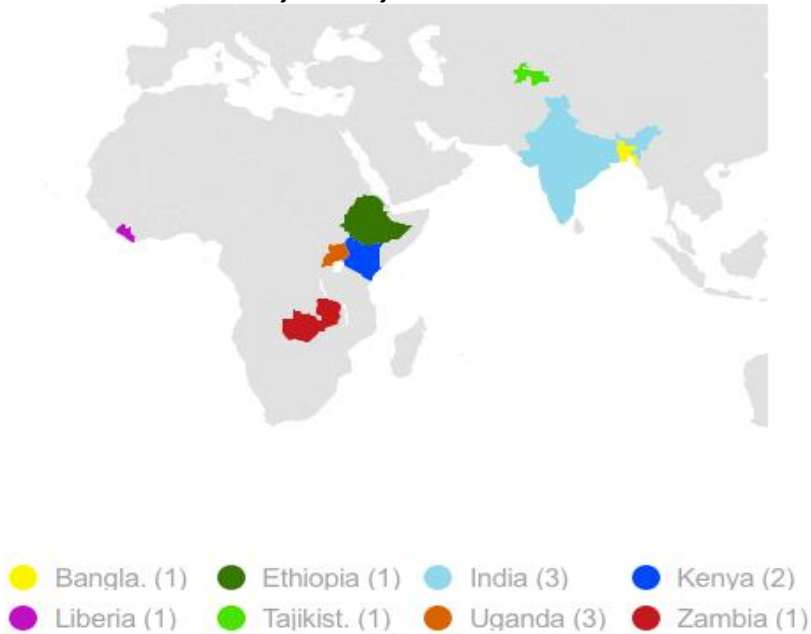 Bangla. (1) Ethiopia (1) India (3) Kenya (2)
Liberia (1) Tajikist. (1) Uganda (3) Zambia (1)